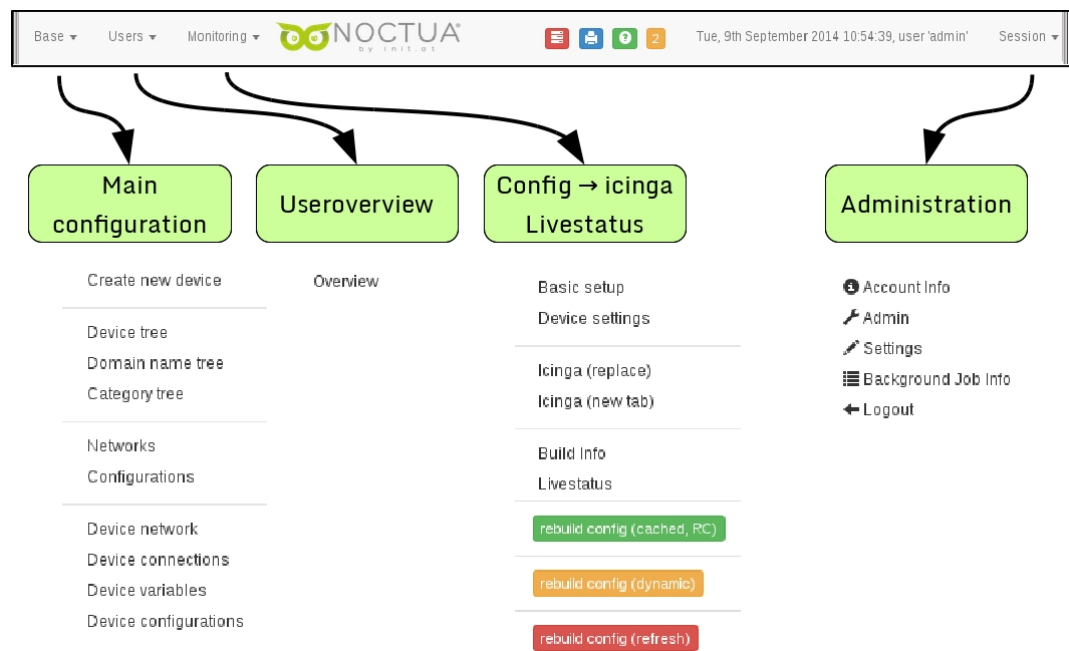 Base Users Monitoring NOCTUA by init.at 2 Tue, 9th September 2014 10:54:39, user 'admin' Session
Main
configuration
Useroverview
Config → icinga
Livestatus
Administration
Create new device
Device tree
Domain name tree
Category tree
Networks
Configurations
Device network
Device connections
Device variables
Device configurations
Overview
Basic setup
Device settings
Icinga (replace)
Icinga (new tab)
Build Info
Livestatus
rebuild config (cached, RC)
rebuild config (dynamic)
rebuild config (refresh)
Account Info
Admin
Settings
Background Job Info
Logout